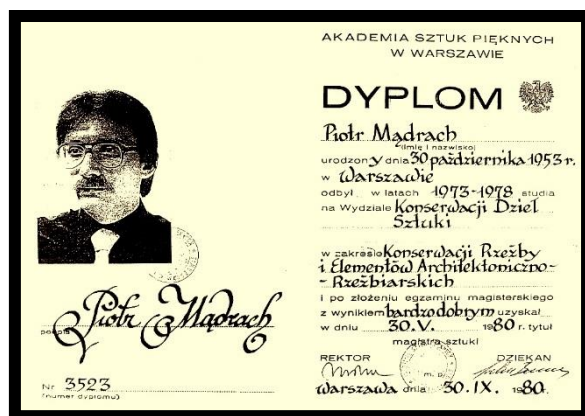 Piotr Mądrach
podpis
Nr 3523
(numer dyplomu)
AKADEMIA SZTUK PIĘKNYCH
W WARSZAWIE
DYPLOM
Piotr Mądrach
(imię i nazwisko)
urodzony dnia 30 października 1953 r.
w Warszawie
odbył w latach 1973-1978 studia
na Wydziale Konserwacji Dzieł
Sztuki
w zakresie Konserwacji Rzeźby
i Elementów Architektoniczno-
-Rzeźbiarskich
i po złożeniu egzaminu magisterskiego
z wynikiem bardzo dobrym uzyskał
w dniu 30.V. 1980 r. tytuł
magistra sztuki
REKTOR DZIEKAN
m. p.
Warszawa dnia 30.IX. 1980.